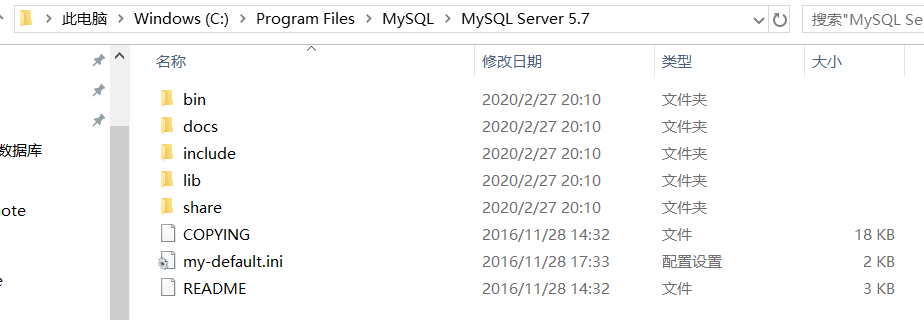 此电脑 > Windows (C:) > Program Files > MySQL > MySQL Server 5.7
搜索"MySQL Se
名称 修改日期 类型 大小
bin 2020/2/27 20:10 文件夹
docs 2020/2/27 20:10 文件夹
数据库
include 2020/2/27 20:10 文件夹
lib 2020/2/27 20:10 文件夹
ote
share 2020/2/27 20:10 文件夹
COPYING 2016/11/28 14:32 文件 18 KB
my-default.ini 2016/11/28 17:33 配置设置 2 KB
e
README 2016/11/28 14:32 文件 3 KB